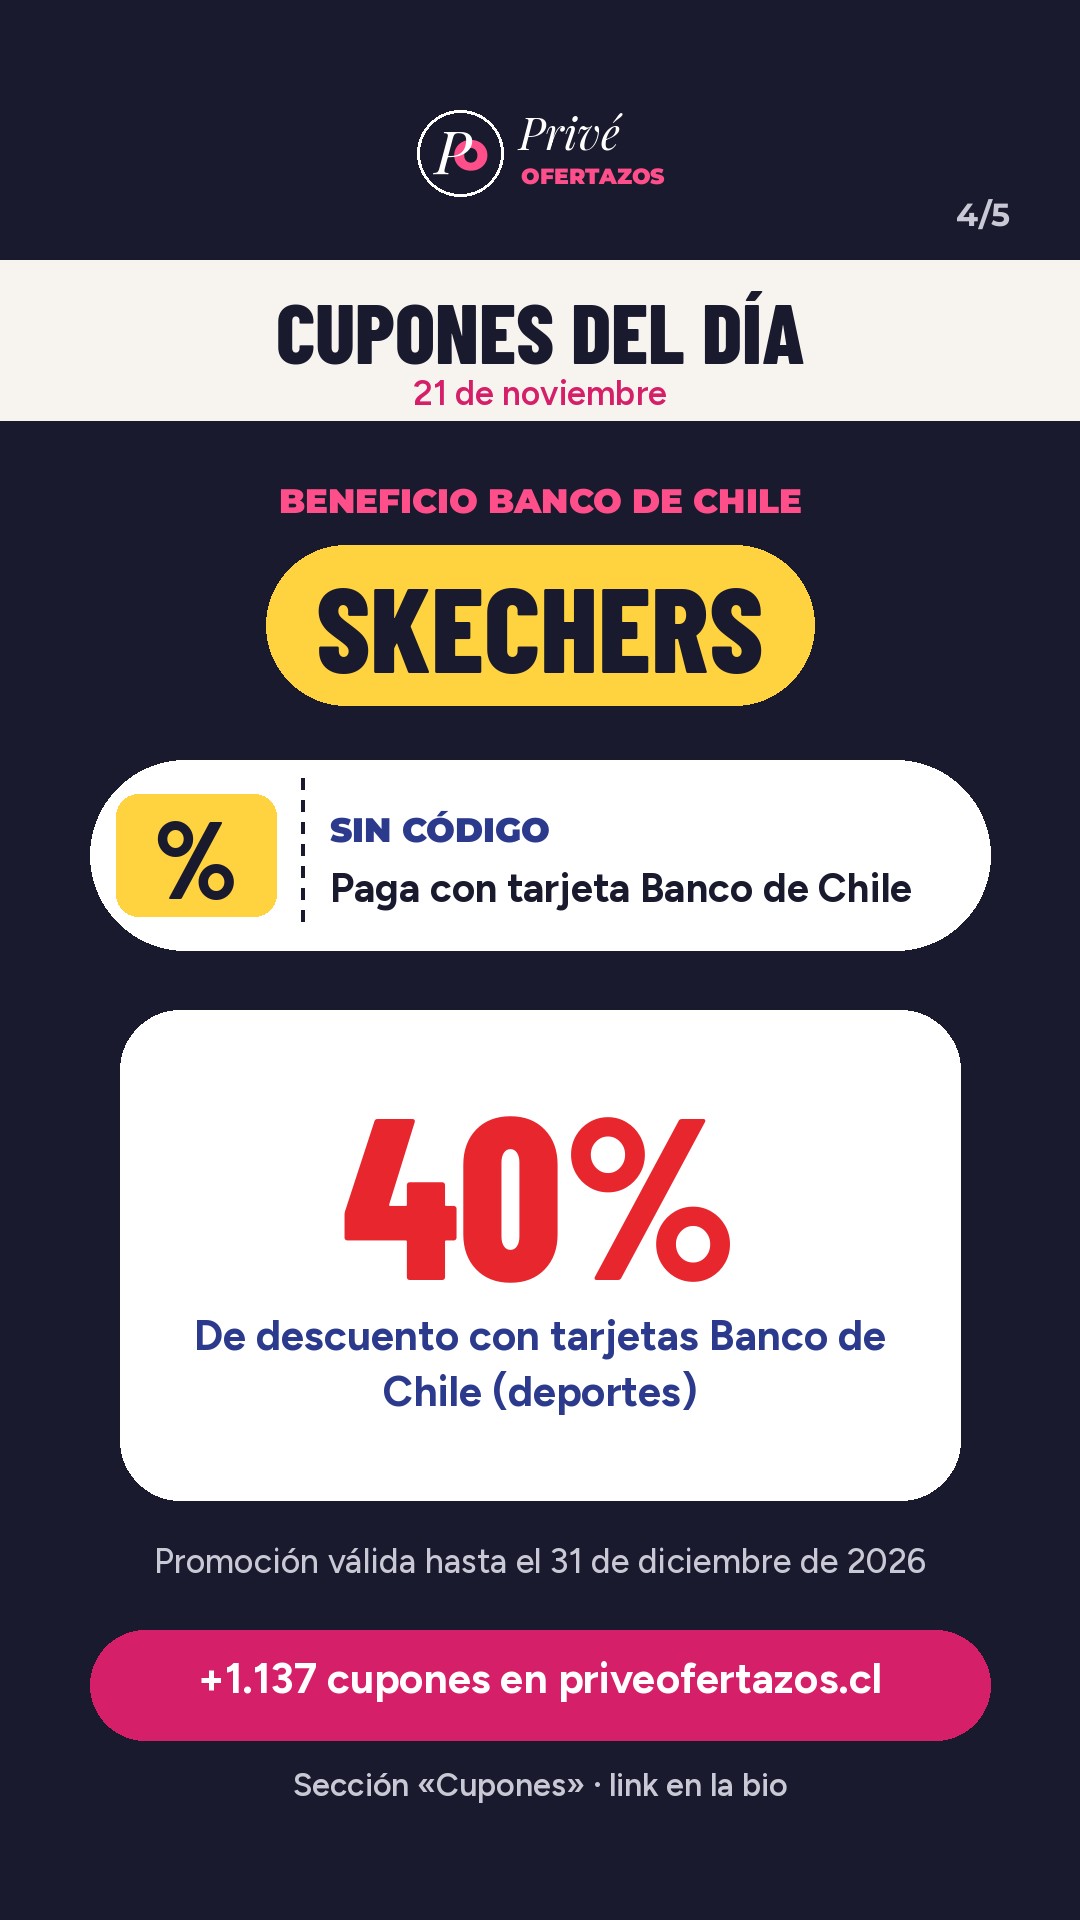 Po
Privé
OFERTAZOS
4/5
CUPONES DEL DÍA
21 de noviembre
BENEFICIO BANCO DE CHILE
SKECHERS
%
SIN CÓDIGO
Paga con tarjeta Banco de Chile
40%
De descuento con tarjetas Banco de
Chile (deportes)
Promoción válida hasta el 31 de diciembre de 2026
+1.137 cupones en priveofertazos.cl
Sección «Cupones» · link en la bio